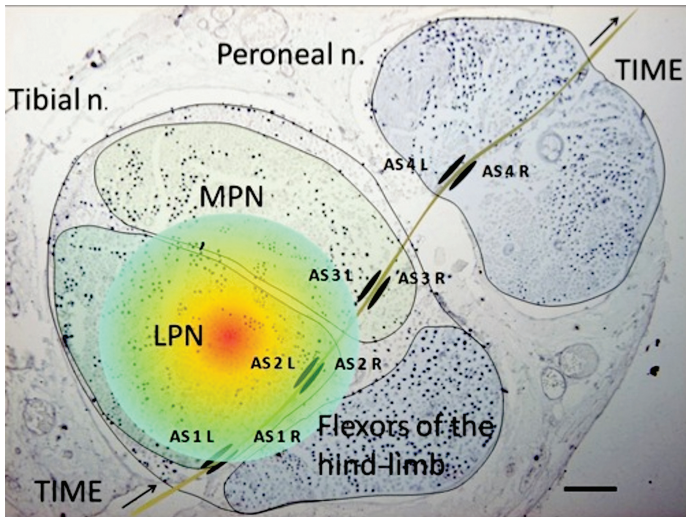 Peroneal n.
TIME
Tibial n.
AS4 L
AS4 R
MPN
AS3 L
AS3 R
LPN
AS2 L
AS2 R
AS1 L
AS1 R
Flexors of the
hind-limb
TIME